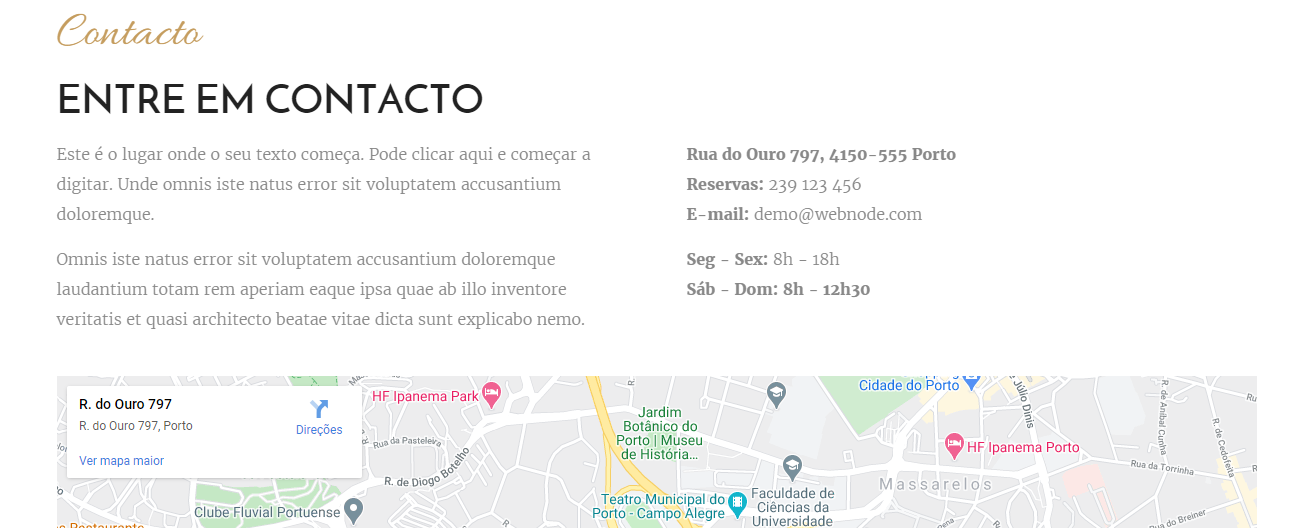 Contacto
ENTRE EM CONTACTO
Este é o lugar onde o seu texto começa. Pode clicar aqui e começar a
digitar. Unde omnis iste natus error sit voluptatem accusantium
doloremque.
Omnis iste natus error sit voluptatem accusantium doloremque
laudantium totam rem aperiam eaque ipsa quae ab illo inventore
veritatis et quasi architecto beatae vitae dicta sunt explicabo nemo.
Rua do Ouro 797, 4150-555 Porto
Reservas: 239 123 456
E-mail: demo@webnode.com
Seg - Sex: 8h - 18h
Sáb - Dom: 8h - 12h30
R. do Ouro 797
R. do Ouro 797, Porto
Direções
Ver mapa maior
HF Ipanema Park
Rua da Pasteleira
R. de Diogo Botelho
Clube Fluvial Portuense
Restaurante
Jardim
Botânico do
Porto | Museu
de História...
Teatro Municipal do
Porto - Campo Alegre
Faculdade de
Ciências da
Universidade
Cidade do Porto
HF Ipanema Porto
Massarelos
R. de Júlio Dinis
R. de Aníbal Cunha
R. de Cedofeita
Rua da Torrinha
Rua do Breiner